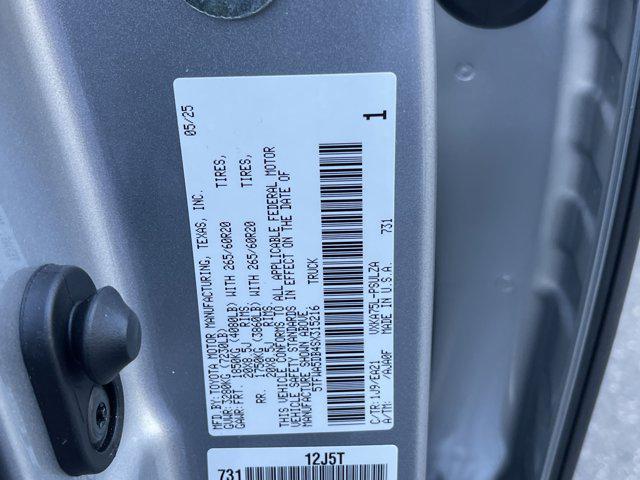 MFD. BY: TOYOTA MOTOR MANUFACTURING, TEXAS, INC. 05/25
GVWR: 3280KG (7230LB)
GAWR: FRT. 1850KG (4080LB) WITH 265/60R20 TIRES,
20X8.5J RIMS
RR. 1750KG (3860LB) WITH 265/60R20 TIRES,
20X8.5J RIMS
THIS VEHICLE CONFORMS TO ALL APPLICABLE FEDERAL MOTOR
VEHICLE SAFETY STANDARDS IN EFFECT ON THE DATE OF
MANUFACTURE SHOWN ABOVE.
TRUCK
C/TR: 1J9/EA21 VXKA75L-PSULZA 1
A/TM: /AJ00F MADE IN U.S.A. 731
731 12J5T